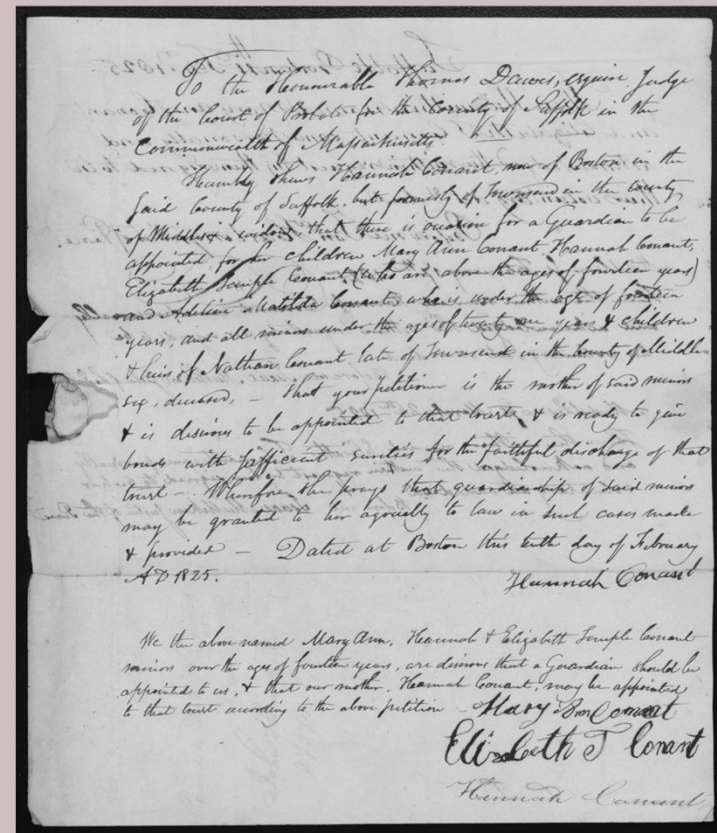 To the Honourable Thomas Dawes, esquire Judge
of the Court of Probate for the County of Suffolk in the
Commonwealth of Massachusetts.
Humbly Shews Hannah Conant, now of Boston in the
said County of Suffolk, but formerly of Townsend in the County
of Middlesex widow that there is occasion for a Guardian to be
appointed for her children Mary Ann Conant, Hannah Conant,
Elizabeth Temple Conant (who are above the ages of fourteen years)
and Adeline Matilda Conant, who is under the age of fourteen
years, and all minors under the ages of twenty one years & children
& heirs of Nathan Conant late of Townsend in the County of Middle
sex, deceased, — That your petitioner is the mother of said minors
& is desirous to be appointed to that trust, & is ready to give
bonds with sufficient sureties for the faithful discharge of that
trust — Wherefore she prays that guardianship of said minors
may be granted to her agreeably to law in such cases made
& provided — Dated at Boston this tenth day of February
AD 1825.
Hannah Conant
We the above named Mary Ann, Hannah & Elizabeth Temple Conant
minors over the ages of fourteen years, are desirous that a Guardian should be
appointed to us, & that our mother, Hannah Conant, may be appointed
to that trust according to the above petition — Mary Ann Conant
Elizabeth T Conant
Hannah Conant